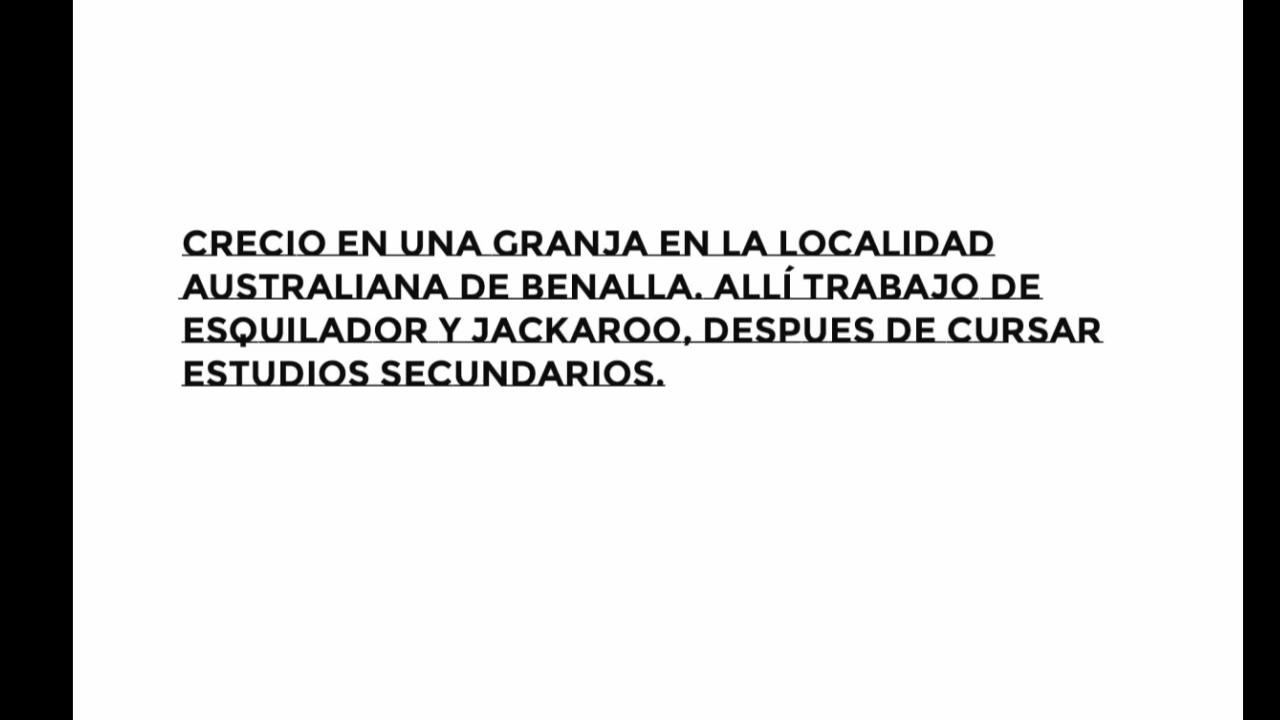 CRECIO EN UNA GRANJA EN LA LOCALIDAD
AUSTRALIANA DE BENALLA. ALLÍ TRABAJO DE
ESQUILADOR Y JACKAROO, DESPUES DE CURSAR
ESTUDIOS SECUNDARIOS.